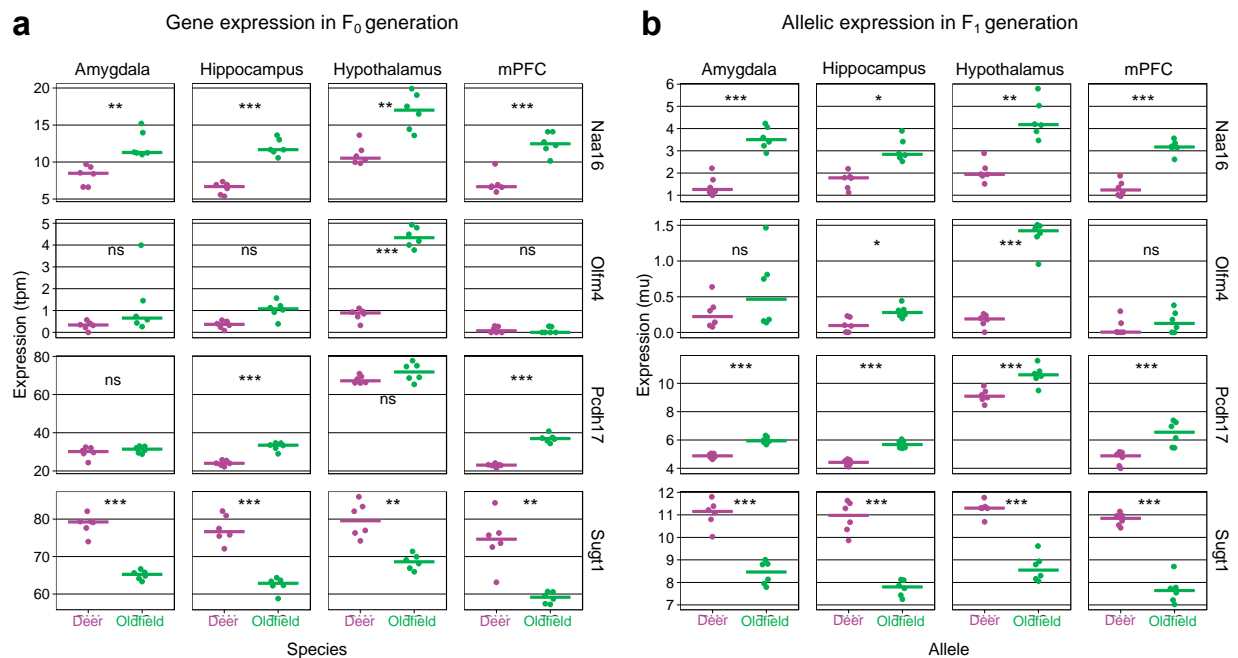 a Gene expression in F0 generation
Amygdala Hippocampus Hypothalamus mPFC
20 ** *** ** *** Naa16
15
10
5
5 ns ns *** ns Olfm4
4
3
2
1
0
80 ns *** ns *** Pcdh17
60
40
20
*** *** ** ** Sugt1
80
70
60
Expression (tpm)
Deer Oldfield Deer Oldfield Deer Oldfield Deer Oldfield
Species
b Allelic expression in F1 generation
Amygdala Hippocampus Hypothalamus mPFC
6 *** * ** *** Naa16
5
4
3
2
1
ns * *** ns Olfm4
1.5
1.0
0.5
0.0
*** *** *** *** Pcdh17
10
8
6
4
12 *** *** *** *** Sugt1
11
10
9
8
7
Expression (mu)
Deer Oldfield Deer Oldfield Deer Oldfield Deer Oldfield
Allele